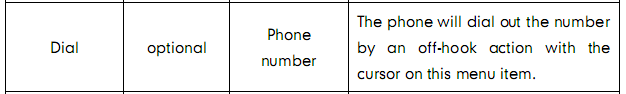 Dial
optional
Phone
number
The phone will dial out the number
by an off-hook action with the
cursor on this menu item.